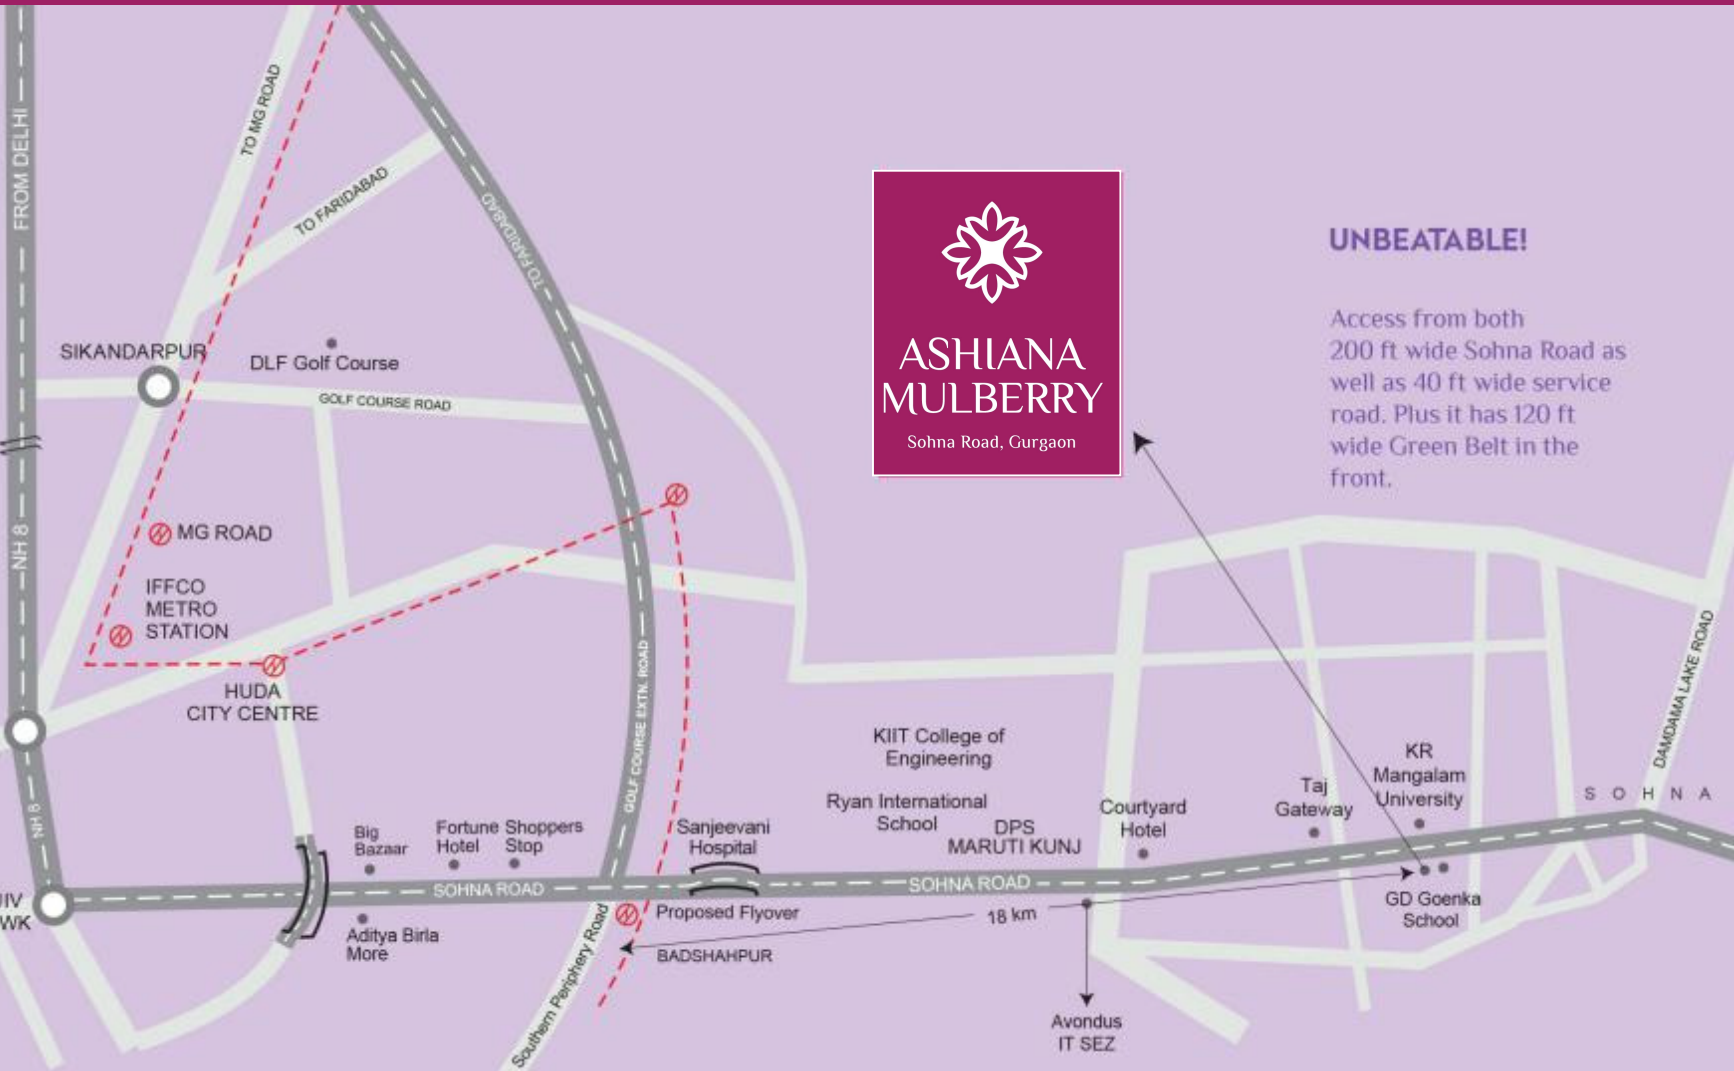 FROM DELHI
TO MG ROAD
TO FARIDABAD
TO FARIDABAD
SIKANDARPUR
DLF Golf Course
GOLF COURSE ROAD
ASHIANA
MULBERRY
Sohna Road, Gurgaon
UNBEATABLE!
Access from both
200 ft wide Sohna Road as
well as 40 ft wide service
road. Plus it has 120 ft
wide Green Belt in the
front.
NH 8
MG ROAD
IFFCO
METRO
STATION
HUDA
CITY CENTRE
GOLF COURSE EXTN. ROAD
DAMDAMA LAKE ROAD
NH 8
Big
Bazaar
Fortune
Hotel
Shoppers
Stop
Sanjeevani
Hospital
KIIT College of
Engineering
Ryan International
School
DPS
MARUTI KUNJ
Courtyard
Hotel
Taj
Gateway
KR
Mangalam
University
SOHNA
SOHNA ROAD
SOHNA ROAD
IV
WK
Aditya Birla
More
Southern Periphery Road
Proposed Flyover
BADSHAHPUR
18 km
GD Goenka
School
Avondus
IT SEZ